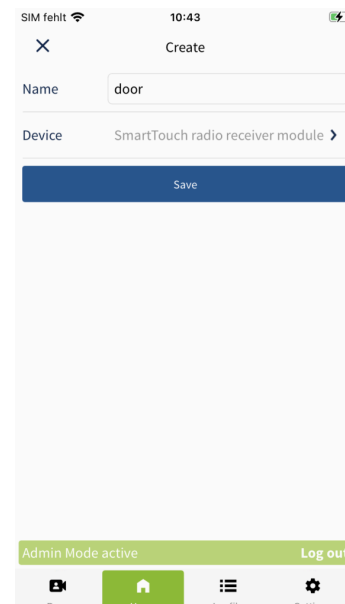 SIM fehlt 10:43
Create
Name door
Device SmartTouch radio receiver module
Save
Admin Mode active Log out